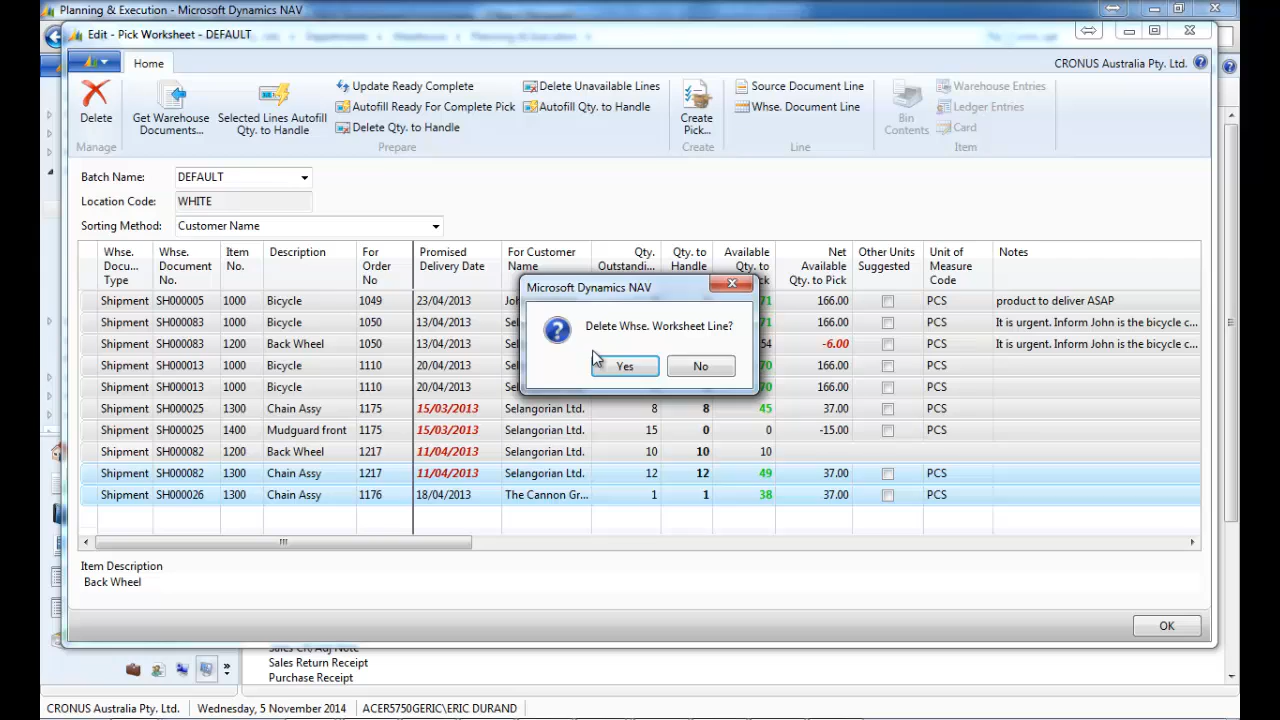 Planning & Execution - Microsoft Dynamics NAV
Edit - Pick Worksheet - DEFAULT
Home
CRONUS Australia Pty. Ltd.
Delete
Get Warehouse Documents...
Selected Lines Autofill Qty. to Handle
Update Ready Complete
Autofill Ready For Complete Pick
Delete Qty. to Handle
Delete Unavailable Lines
Autofill Qty. to Handle
Create Pick...
Source Document Line
Whse. Document Line
Bin Contents
Warehouse Entries
Ledger Entries
Card
Manage Prepare Create Line Item
Batch Name: DEFAULT
Location Code: WHITE
Sorting Method: Customer Name
Whse. Docu... Type Whse. Document No. Item No. Description For Order No Promised Delivery Date For Customer Name Qty. Outstandi... Qty. to Handle Available Qty. to Net Available Qty. to Pick Other Units Suggested Unit of Measure Code Notes
Shipment SH000005 1000 Bicycle 1049 23/04/2013 71 166.00 PCS product to deliver ASAP
Shipment SH000083 1000 Bicycle 1050 13/04/2013 71 166.00 PCS It is urgent. Inform John is the bicycle c...
Shipment SH000083 1200 Back Wheel 1050 13/04/2013 54 -6.00 PCS It is urgent. Inform John is the bicycle c...
Shipment SH000013 1000 Bicycle 1110 20/04/2013 70 166.00 PCS
Shipment SH000013 1000 Bicycle 1110 20/04/2013 70 166.00 PCS
Shipment SH000025 1300 Chain Assy 1175 15/03/2013 Selangorian Ltd. 8 8 45 37.00 PCS
Shipment SH000025 1400 Mudguard front 1175 15/03/2013 Selangorian Ltd. 15 0 0 -15.00 PCS
Shipment SH000082 1200 Back Wheel 1217 11/04/2013 Selangorian Ltd. 10 10 10
Shipment SH000082 1300 Chain Assy 1217 11/04/2013 Selangorian Ltd. 12 12 49 37.00 PCS
Shipment SH000026 1300 Chain Assy 1176 18/04/2013 The Cannon Gr... 1 1 38 37.00 PCS
Microsoft Dynamics NAV
Delete Whse. Worksheet Line?
Yes No
Item Description
Back Wheel
OK
Sales Cr/Adj Note
Sales Return Receipt
Purchase Receipt
CRONUS Australia Pty. Ltd. Wednesday, 5 November 2014 ACER5750GERIC\ERIC DURAND